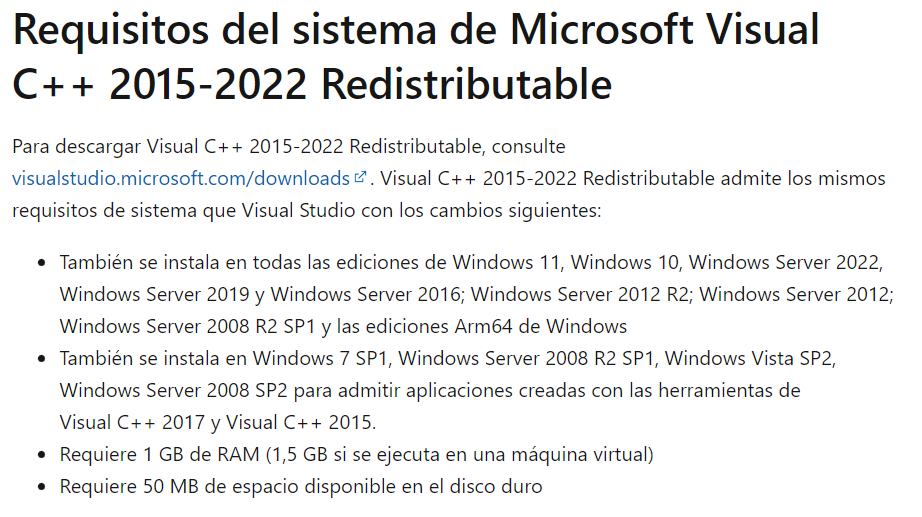 Requisitos del sistema de Microsoft Visual
C++ 2015-2022 Redistributable
Para descargar Visual C++ 2015-2022 Redistributable, consulte
visualstudio.microsoft.com/downloads. Visual C++ 2015-2022 Redistributable admite los mismos
requisitos de sistema que Visual Studio con los cambios siguientes:
• También se instala en todas las ediciones de Windows 11, Windows 10, Windows Server 2022,
Windows Server 2019 y Windows Server 2016; Windows Server 2012 R2; Windows Server 2012;
Windows Server 2008 R2 SP1 y las ediciones Arm64 de Windows
• También se instala en Windows 7 SP1, Windows Server 2008 R2 SP1, Windows Vista SP2,
Windows Server 2008 SP2 para admitir aplicaciones creadas con las herramientas de
Visual C++ 2017 y Visual C++ 2015.
• Requiere 1 GB de RAM (1,5 GB si se ejecuta en una máquina virtual)
• Requiere 50 MB de espacio disponible en el disco duro